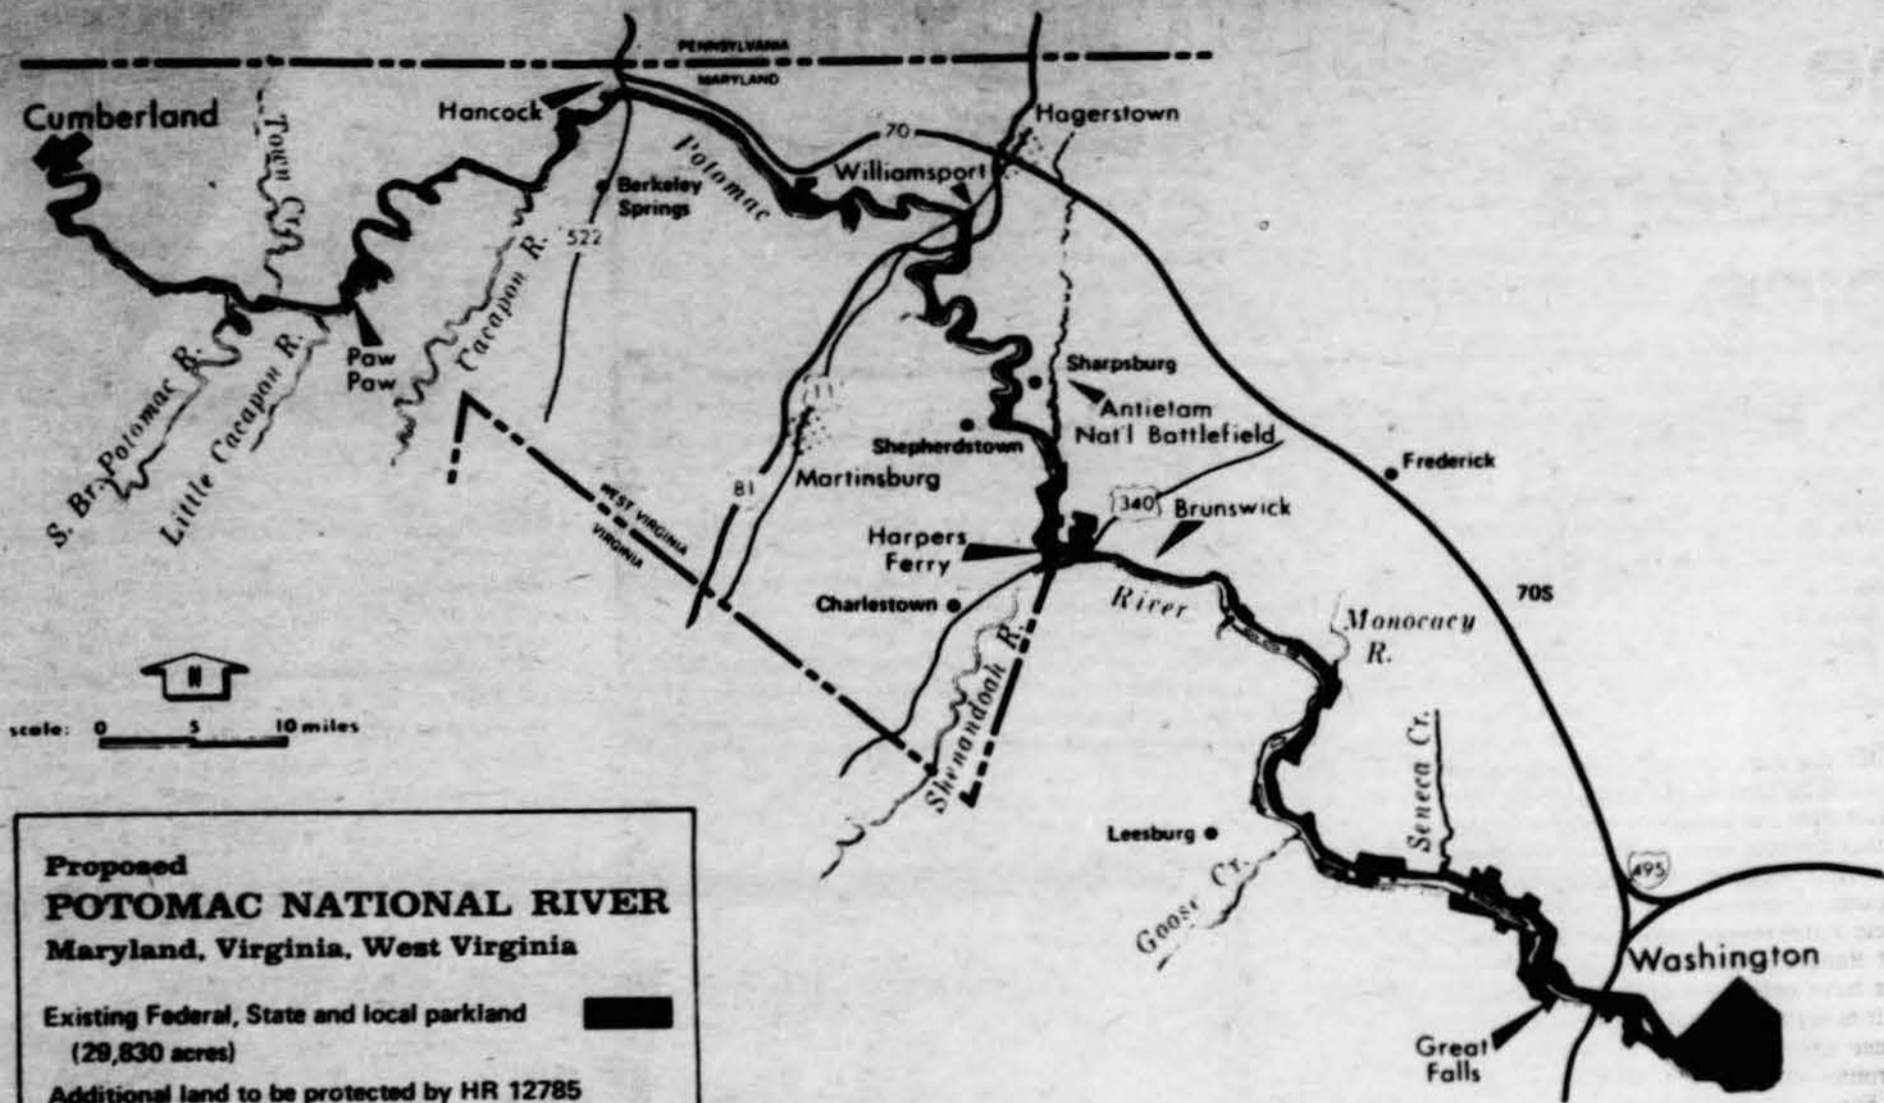 PENNSYLVANIA
MARYLAND
Cumberland
Town Cr.
Hancock
Hagerstown
70
Potomac
Williamsport
Berkeley
Springs
522
Cacapon R.
Paw
Paw
S. Br. Potomac R.
Little Cacapon R.
11
Sharpsburg
Antietam
Nat'l Battlefield
Shepherdstown
Martinsburg
81
Frederick
WEST VIRGINIA
VIRGINIA
340
Brunswick
Harpers
Ferry
Charlestown
River
70S
Monocacy
R.
N
scale: 0 5 10 miles
Shenandoah R.
Seneca Cr.
Leesburg
Goose Cr.
495
Washington
Great
Falls
Proposed
POTOMAC NATIONAL RIVER
Maryland, Virginia, West Virginia
Existing Federal, State and local parkland
(29,830 acres)
Additional land to be protected by HR 12785